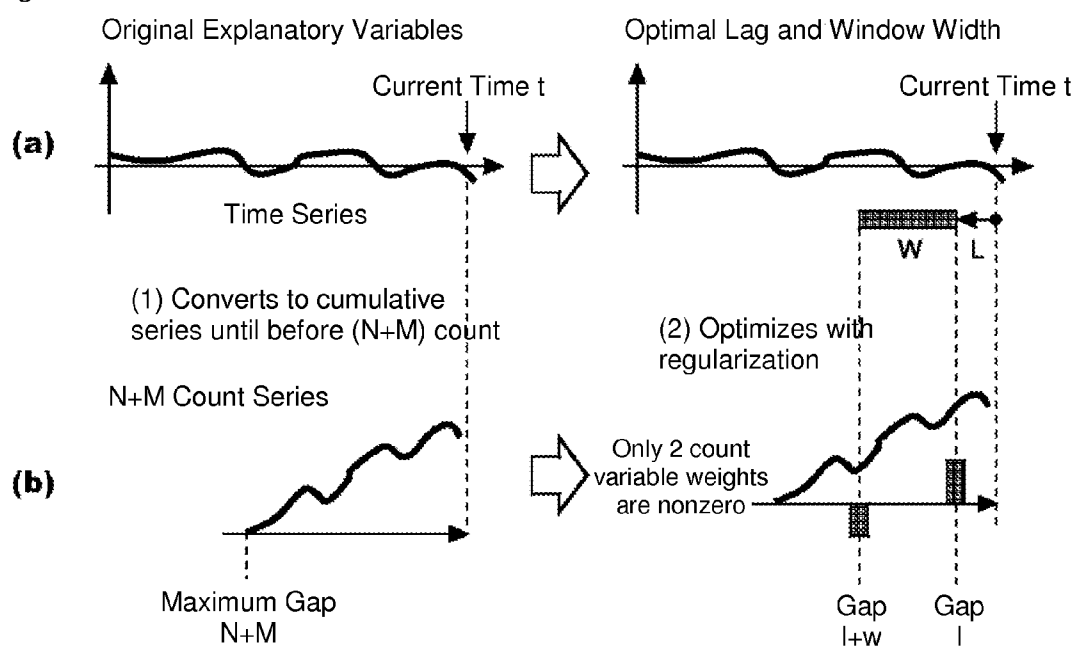 Original Explanatory Variables
Optimal Lag and Window Width
Current Time t
Current Time t
(a)
Time Series
W
L
(1) Converts to cumulative
series until before (N+M) count
(2) Optimizes with
regularization
N+M Count Series
(b)
Only 2 count
variable weights
are nonzero
Maximum Gap
N+M
Gap
l+w
Gap
l